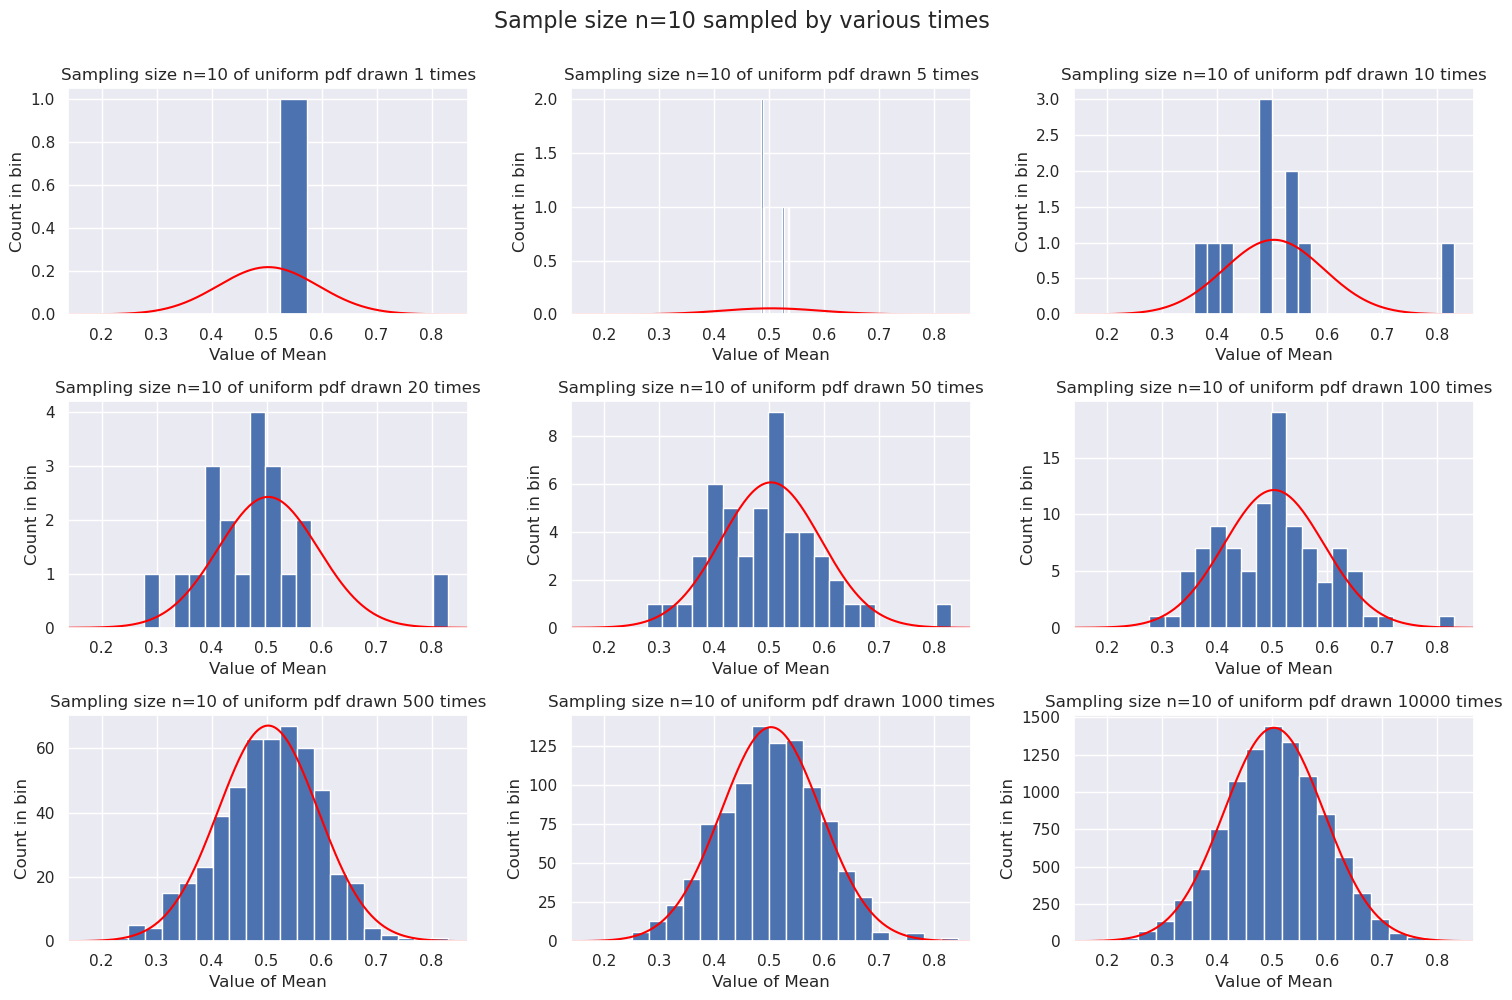 Sample size n=10 sampled by various times
Sampling size n=10 of uniform pdf drawn 1 times
1.0
0.8
0.6
0.4
0.2
0.0
Count in bin
0.2 0.3 0.4 0.5 0.6 0.7 0.8
Value of Mean
Sampling size n=10 of uniform pdf drawn 5 times
2.0
1.5
1.0
0.5
0.0
Count in bin
0.2 0.3 0.4 0.5 0.6 0.7 0.8
Value of Mean
Sampling size n=10 of uniform pdf drawn 10 times
3.0
2.5
2.0
1.5
1.0
0.5
0.0
Count in bin
0.2 0.3 0.4 0.5 0.6 0.7 0.8
Value of Mean
Sampling size n=10 of uniform pdf drawn 20 times
4
3
2
1
0
Count in bin
0.2 0.3 0.4 0.5 0.6 0.7 0.8
Value of Mean
Sampling size n=10 of uniform pdf drawn 50 times
8
6
4
2
0
Count in bin
0.2 0.3 0.4 0.5 0.6 0.7 0.8
Value of Mean
Sampling size n=10 of uniform pdf drawn 100 times
15
10
5
0
Count in bin
0.2 0.3 0.4 0.5 0.6 0.7 0.8
Value of Mean
Sampling size n=10 of uniform pdf drawn 500 times
60
40
20
0
Count in bin
0.2 0.3 0.4 0.5 0.6 0.7 0.8
Value of Mean
Sampling size n=10 of uniform pdf drawn 1000 times
125
100
75
50
25
0
Count in bin
0.2 0.3 0.4 0.5 0.6 0.7 0.8
Value of Mean
Sampling size n=10 of uniform pdf drawn 10000 times
1500
1250
1000
750
500
250
0
Count in bin
0.2 0.3 0.4 0.5 0.6 0.7 0.8
Value of Mean